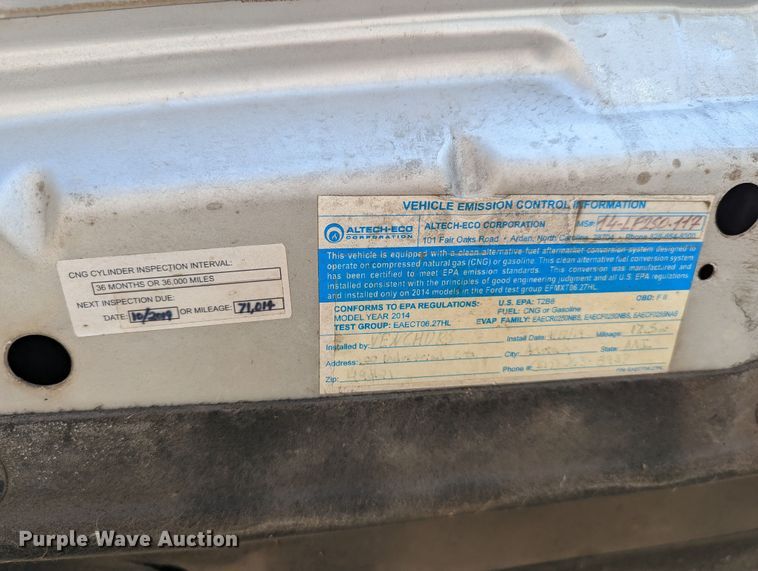 CNG CYLINDER INSPECTION INTERVAL:
36 MONTHS OR 36,000 MILES
NEXT INSPECTION DUE:
DATE: 10/2019 OR MILEAGE: 71,014
VEHICLE EMISSION CONTROL INFORMATION
ALTECH-ECO
CORPORATION
ALTECH-ECO CORPORATION MS#
101 Fair Oaks Road • Arden, North Carolina Phone
This vehicle is equipped with a clean alternative fuel aftermarket conversion system designed to
operate on compressed natural gas (CNG) or gasoline. This clean alternative fuel conversion system
has been certified to meet EPA emission standards. This conversion was manufactured and
installed consistent with the principles of good engineering judgment and all U.S. EPA regulations
and installed only on 2014 models in the Ford test group EFMXT06.27HL
CONFORMS TO EPA REGULATIONS: U.S. EPA: T2B8 OBD: F II
MODEL YEAR 2014 FUEL: CNG or Gasoline
TEST GROUP: EAECT06.27HL EVAP FAMILY: EAECR0250NBS,
Installed by: VENCHURS Install Date: Mileage:
Address: City: State:
Zip: Phone #:
Purple Wave Auction